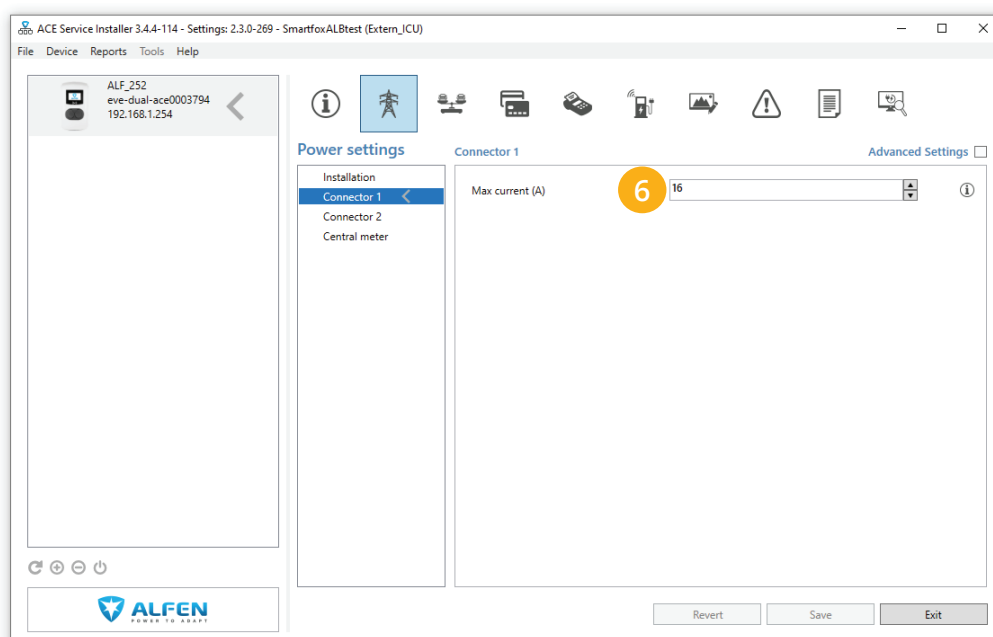 ACE Service Installer 3.4.4-114 - Settings: 2.3.0-269 - SmartfoxALBtest (Extern_ICU)
File Device Reports Tools Help
ALF_252
eve-dual-ace0003794
192.168.1.254
Power settings
Connector 1
Advanced Settings
Installation
Connector 1
Connector 2
Central meter
Max current (A)
6
16
ALFEN
POWER TO ADAPT
Revert
Save
Exit